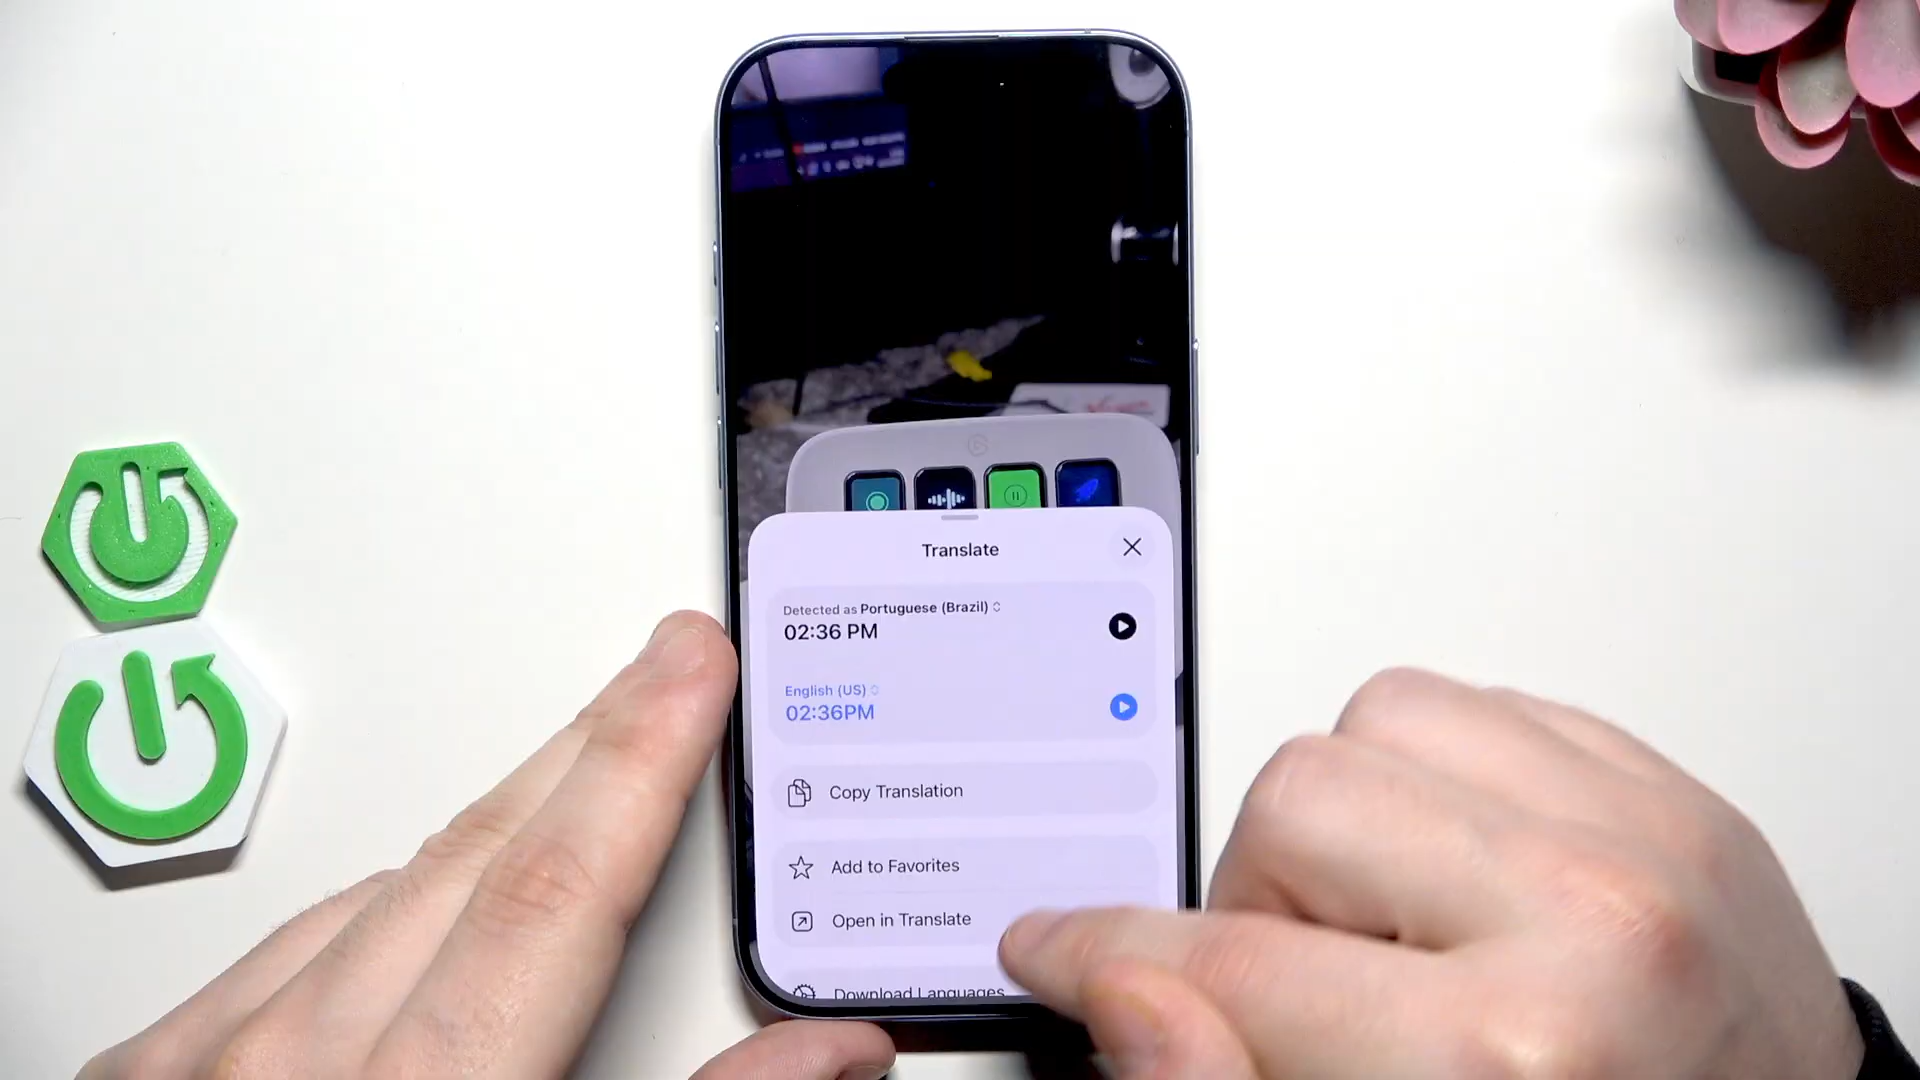 Translate
Detected as Portuguese (Brazil)
02:36 PM
English (US)
02:36PM
Copy Translation
Add to Favorites
Open in Translate
Download Languages